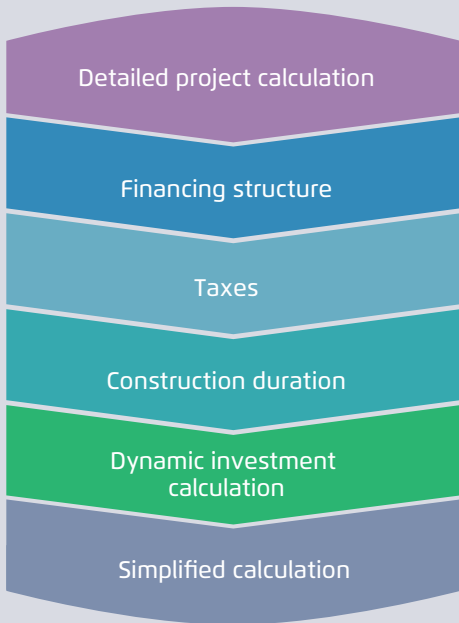 Detailed project calculation
Financing structure
Taxes
Construction duration
Dynamic investment
calculation
Simplified calculation